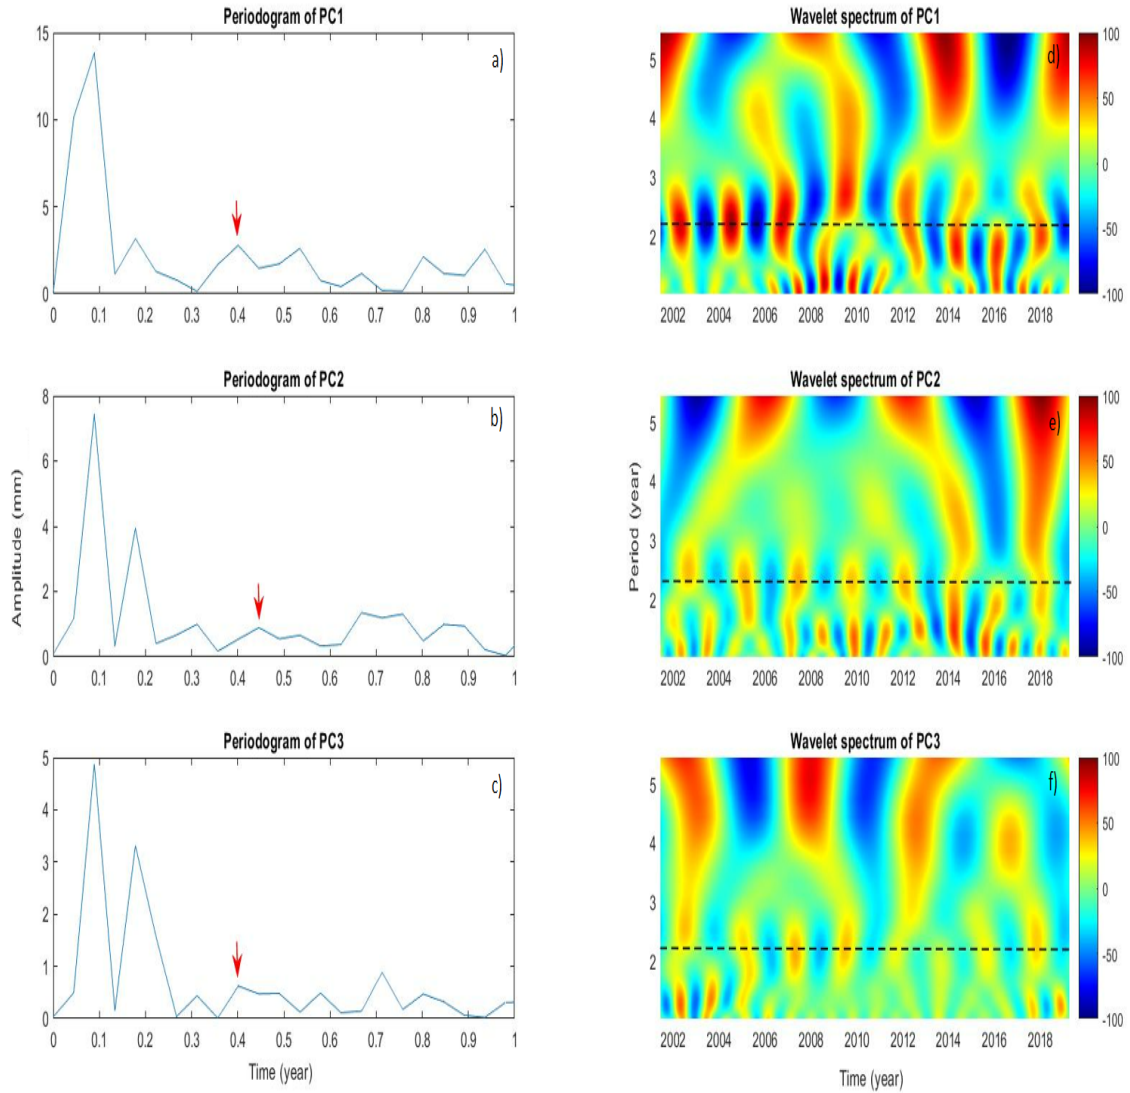 Periodogram of PC1
a)
15
10
5
0
0 0.1 0.2 0.3 0.4 0.5 0.6 0.7 0.8 0.9 1
Wavelet spectrum of PC1
d)
5
4
3
2
2002 2004 2006 2008 2010 2012 2014 2016 2018
100
50
0
-50
-100
Periodogram of PC2
b)
Amplitude (mm)
8
6
4
2
0
0 0.1 0.2 0.3 0.4 0.5 0.6 0.7 0.8 0.9 1
Wavelet spectrum of PC2
e)
Period (year)
5
4
3
2
2002 2004 2006 2008 2010 2012 2014 2016 2018
100
50
0
-50
-100
Periodogram of PC3
c)
5
4
3
2
1
0
0 0.1 0.2 0.3 0.4 0.5 0.6 0.7 0.8 0.9 1
Time (year)
Wavelet spectrum of PC3
f)
5
4
3
2
2002 2004 2006 2008 2010 2012 2014 2016 2018
Time (year)
100
50
0
-50
-100